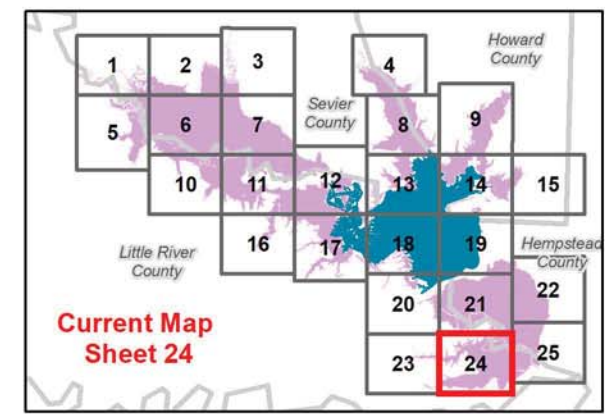 Howard
County
1
2
3
4
Sevier
County
5
6
7
8
9
10
11
12
13
14
15
Little River
County
16
17
18
19
Hempstead
County
20
21
22
Current Map
Sheet 24
23
24
25